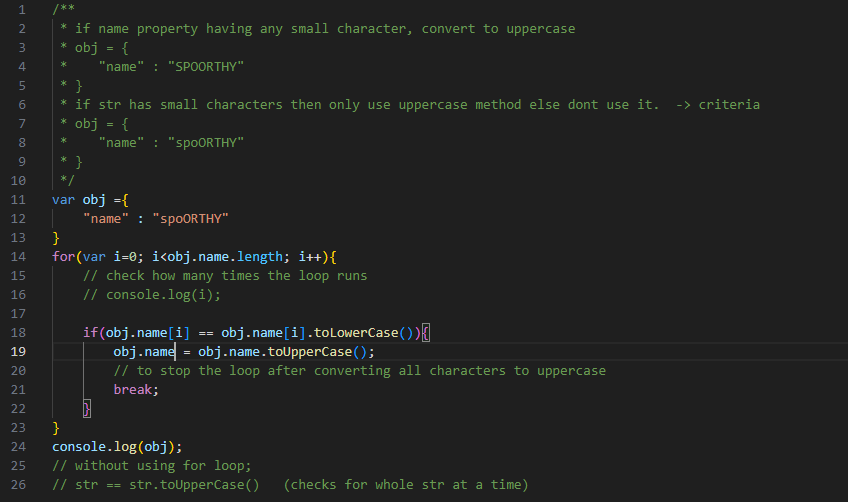 1 /**
2  * if name property having any small character, convert to uppercase
3  * obj = {
4  *    "name" : "SPOORTHY"
5  * }
6  * if str has small characters then only use uppercase method else dont use it.  -> criteria
7  * obj = {
8  *    "name" : "spoORTHY"
9  * }
10  */
11 var obj ={
12     "name" : "spoORTHY"
13 }
14 for(var i=0; i<obj.name.length; i++){
15     // check how many times the loop runs
16     // console.log(i);
17
18     if(obj.name[i] == obj.name[i].toLowerCase()){
19         obj.name = obj.name.toUpperCase();
20         // to stop the loop after converting all characters to uppercase
21         break;
22     }
23 }
24 console.log(obj);
25 // without using for loop;
26 // str == str.toUpperCase()   (checks for whole str at a time)